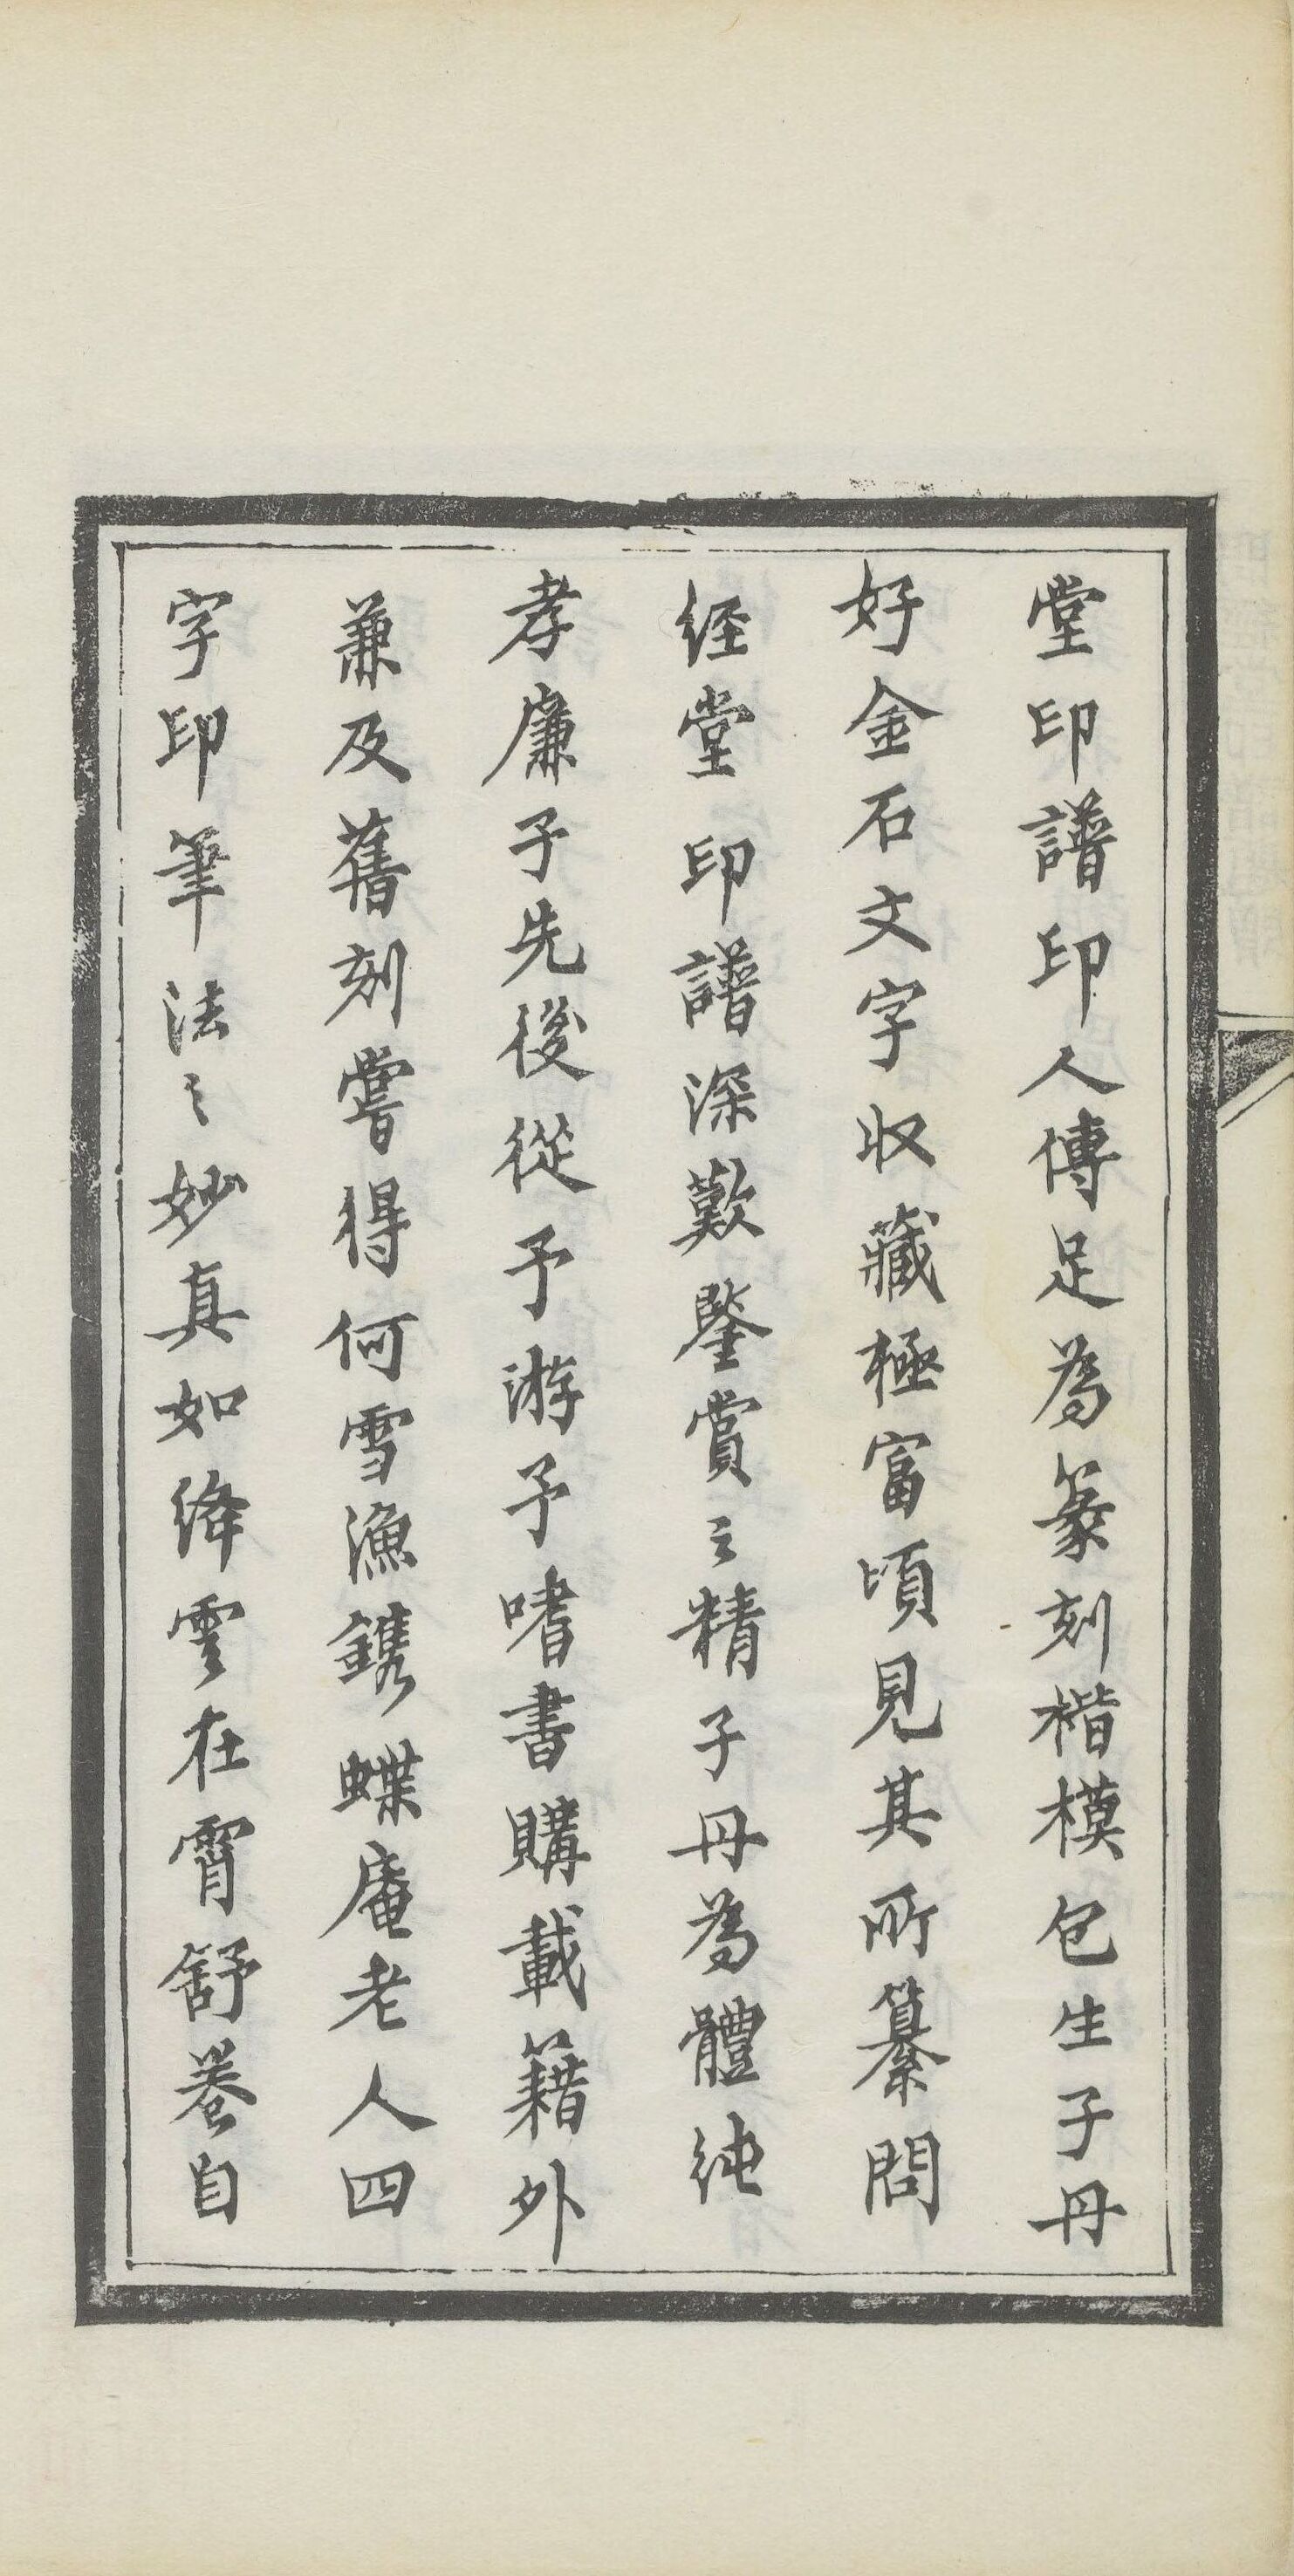 堂印譜印人傳足為篆刻楷模包生子丹
好金石文字收藏極富頃見其所纂問
經堂印譜深歎鑒賞之精子丹為體純
孝廉子先後從予游予嗜書購載籍外
兼及舊刻嘗得何雪漁鐫蝶庵老人四
字印筆法之妙真如絳雲在霄舒卷自